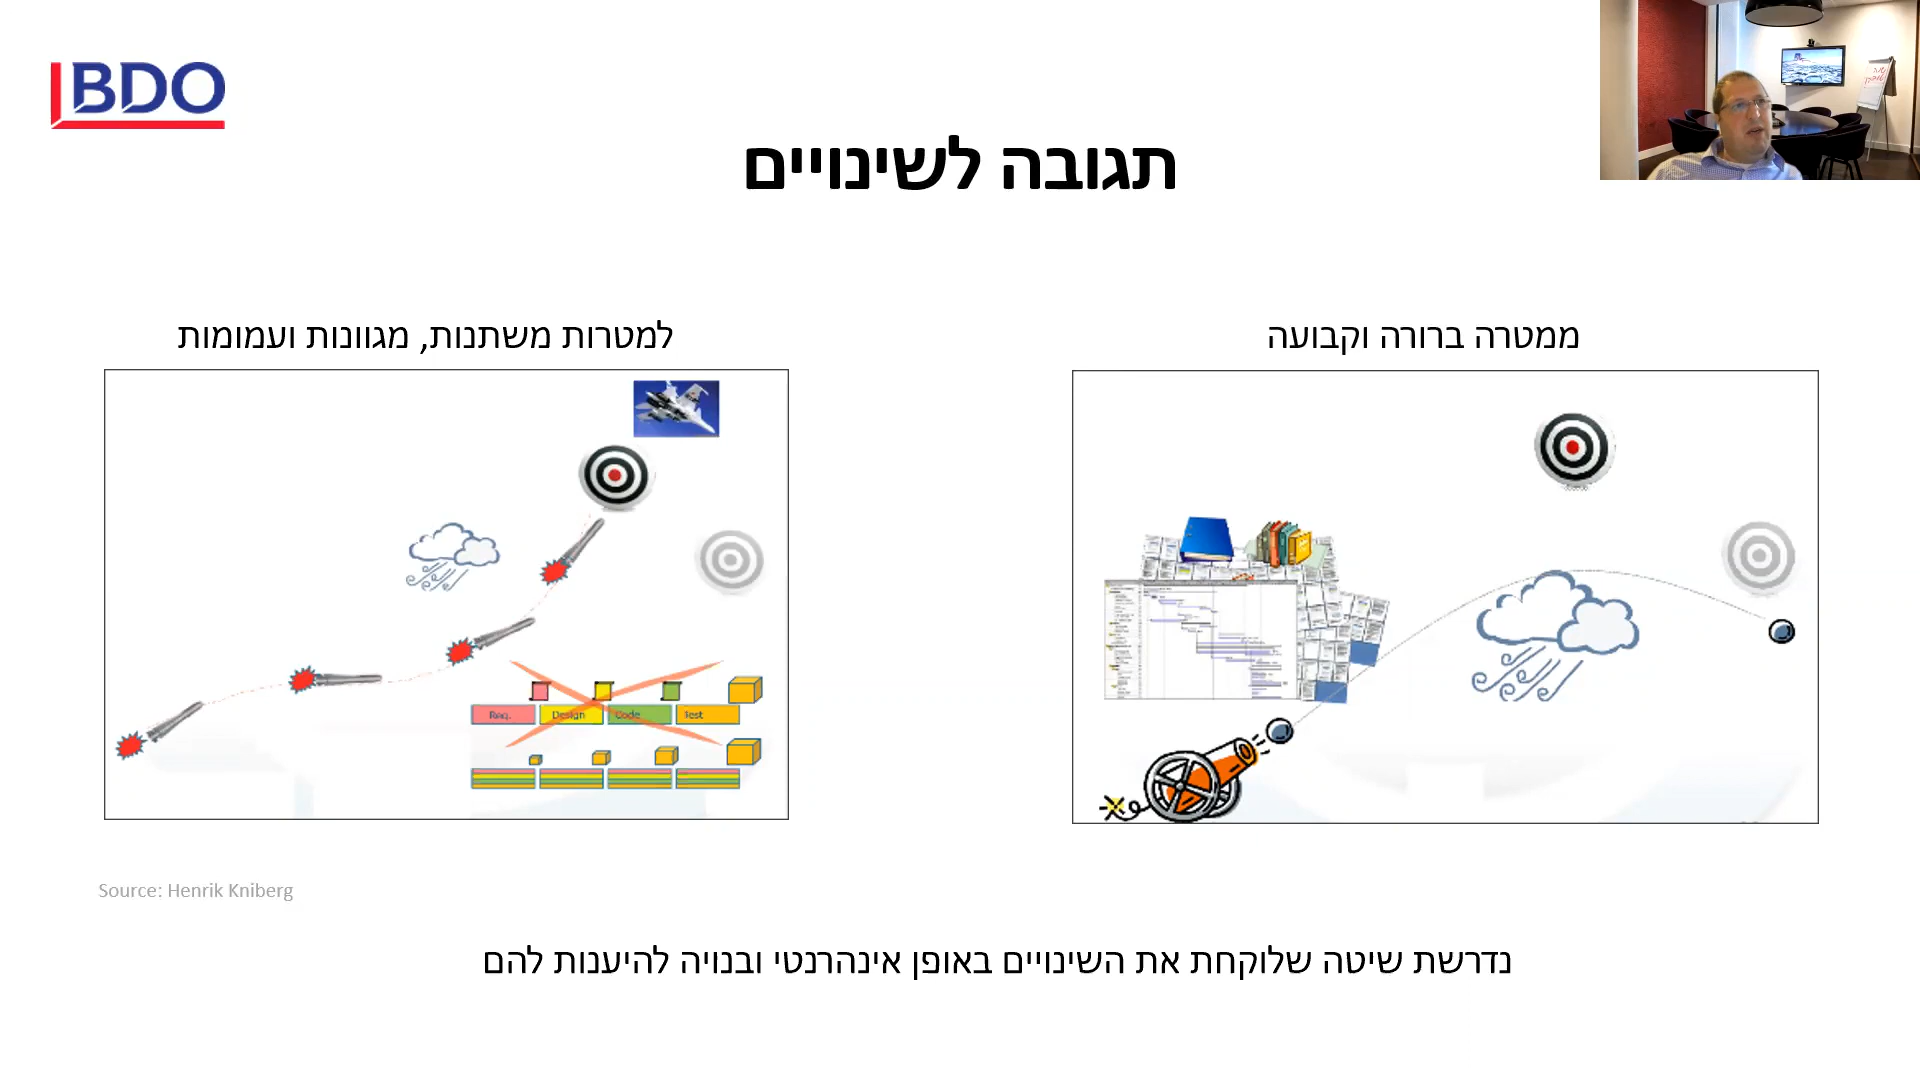 BDO
תגובה לשינויים
ממטרה ברורה וקבועה
למטרות משתנות, מגוונות ועמומות
Req. Design Code Test
Source: Henrik Kniberg
נדרשת שיטה שלוקחת את השינויים באופן אינהרנטי ובנויה להיענות להם